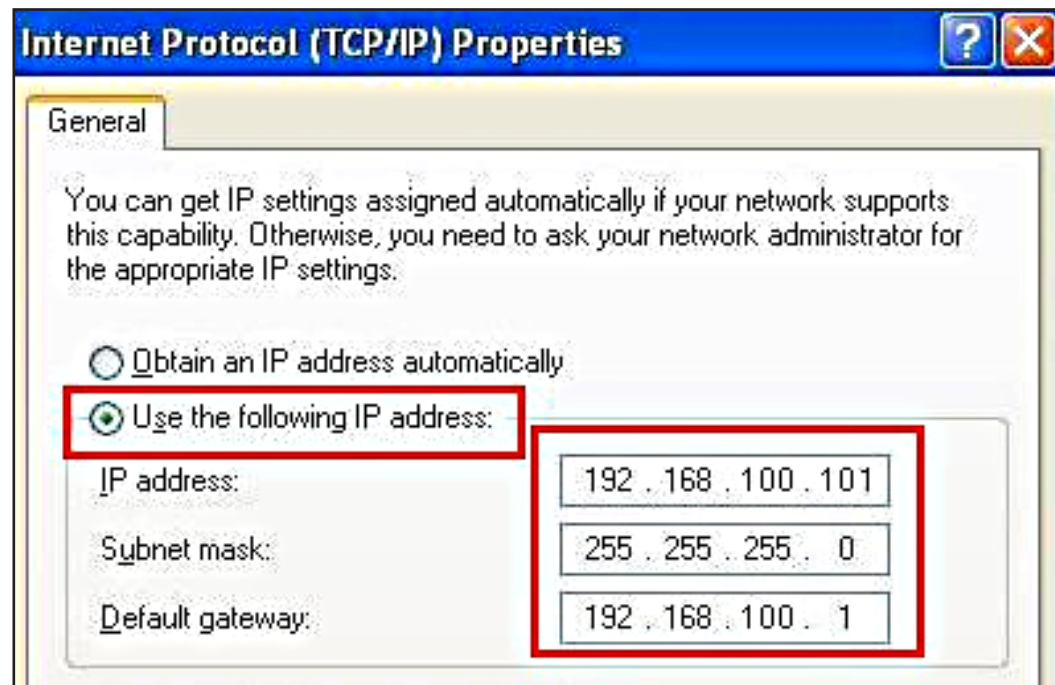 Internet Protocol (TCP/IP) Properties
General
You can get IP settings assigned automatically if your network supports
this capability. Otherwise, you need to ask your network administrator for
the appropriate IP settings.
Obtain an IP address automatically
Use the following IP address:
IP address: 192 . 168 . 100 . 101
Subnet mask: 255 . 255 . 255 . 0
Default gateway: 192 . 168 . 100 . 1